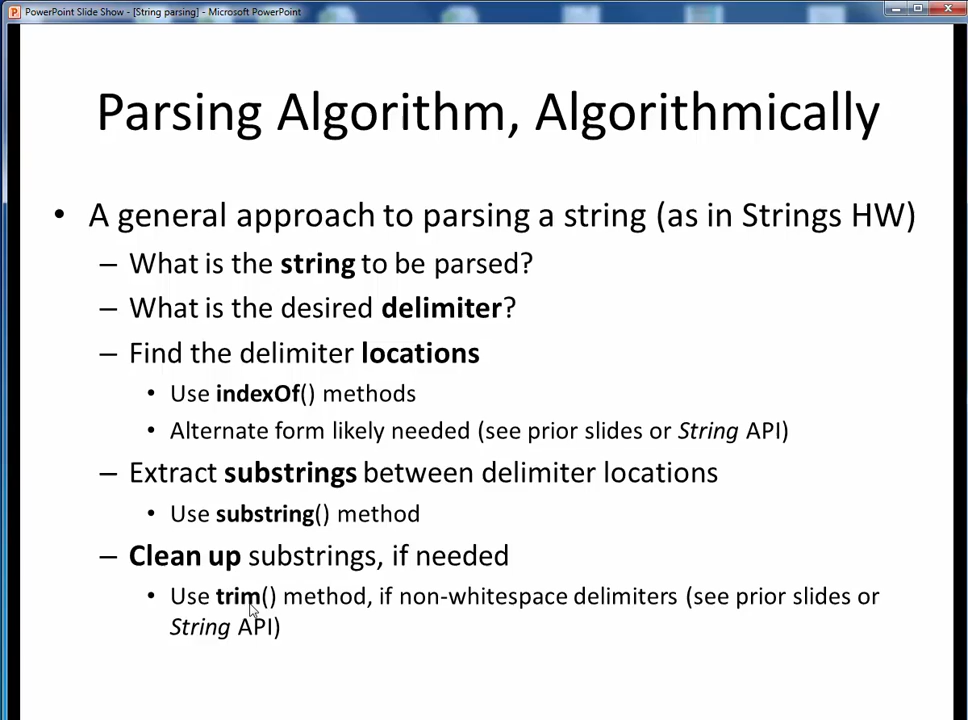 PowerPoint Slide Show - [String parsing] - Microsoft PowerPoint
Parsing Algorithm, Algorithmically
• A general approach to parsing a string (as in Strings HW)
– What is the string to be parsed?
– What is the desired delimiter?
– Find the delimiter locations
• Use indexOf() methods
• Alternate form likely needed (see prior slides or String API)
– Extract substrings between delimiter locations
• Use substring() method
– Clean up substrings, if needed
• Use trim() method, if non-whitespace delimiters (see prior slides or
String API)